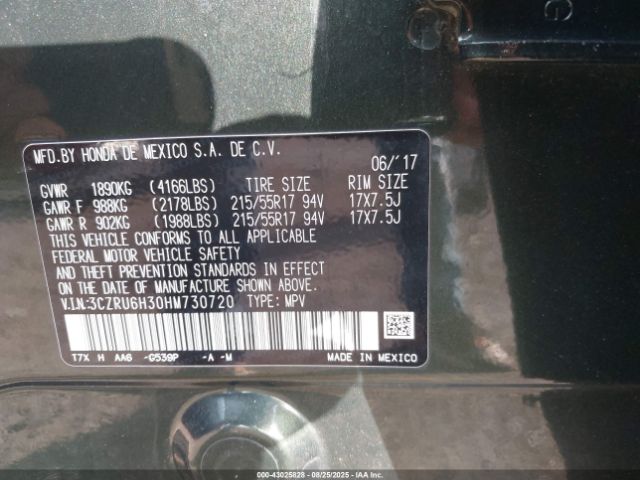 G
MFD.BY HONDA DE MEXICO S.A. DE C.V.
06/'17
GVWR 1890KG (4166LBS) TIRE SIZE RIM SIZE
GAWR F 988KG (2178LBS) 215/55R17 94V 17X7.5J
GAWR R 902KG (1988LBS) 215/55R17 94V 17X7.5J
THIS VEHICLE CONFORMS TO ALL APPLICABLE
FEDERAL MOTOR VEHICLE SAFETY
AND THEFT PREVENTION STANDARDS IN EFFECT
ON THE DATE OF MANUFACTURE SHOWN ABOVE.
V.I.N:3CZRU6H30HM730720 TYPE: MPV
T7X H AA6 -G539P -A -M MADE IN MEXICO
000-43025828 - 08/25/2025 - COPYRIGHT IAA, LLC.